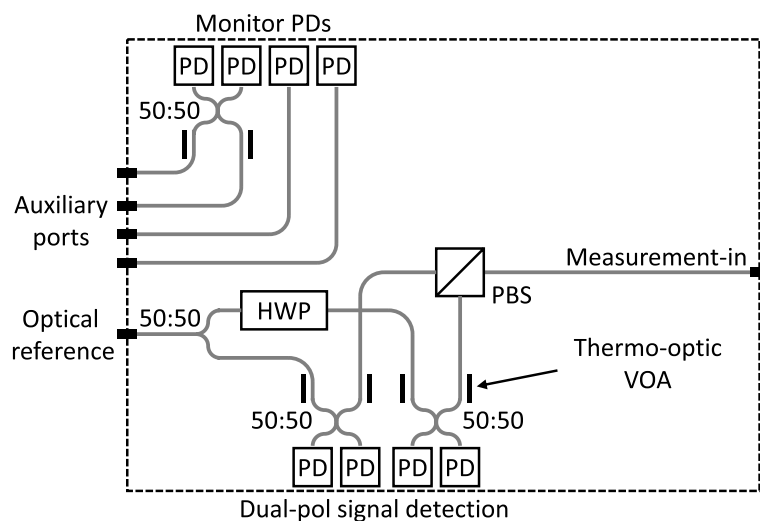 Monitor PDs
PD PD PD PD
50:50
Auxiliary
ports
Measurement-in
PBS
Optical
reference
50:50
HWP
Thermo-optic
VOA
50:50
50:50
PD PD PD PD
Dual-pol signal detection